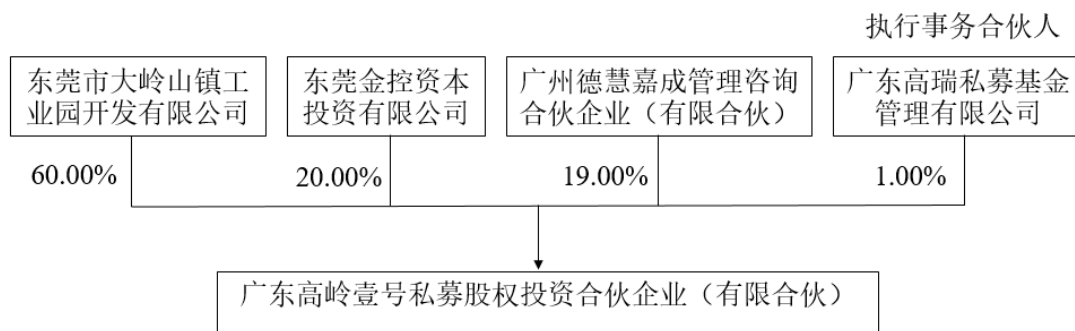 执行事务合伙人
东莞市大岭山镇工
业园开发有限公司
东莞金控资本
投资有限公司
广州德慧嘉成管理咨询
合伙企业（有限合伙）
广东高瑞私募基金
管理有限公司
60.00%
20.00%
19.00%
1.00%
广东高岭壹号私募股权投资合伙企业（有限合伙）